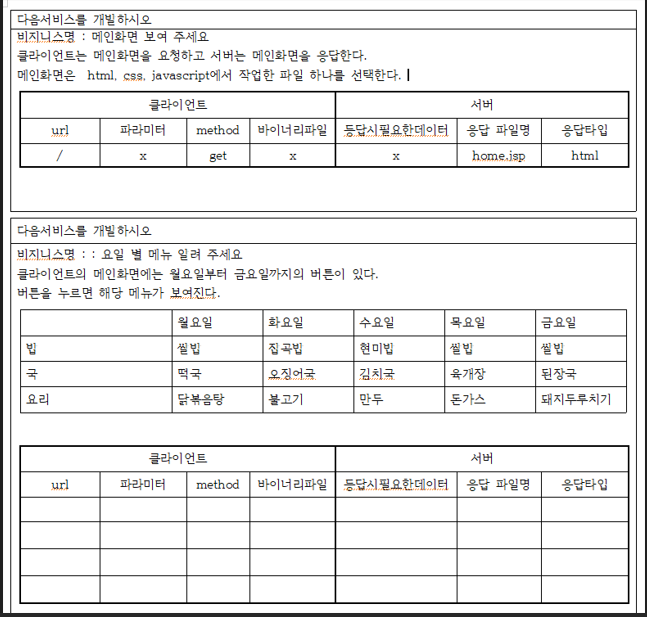 다음서비스를 개발하시오
비지니스명 : 메인화면 보여 주세요
클라이언트는 메인화면을 요청하고 서버는 메인화면을 응답한다.
메인화면은 html, css, javascript에서 작업한 파일 하나를 선택한다.
클라이언트 서버
url 파라미터 method 바이너리파일 응답시필요한데이터 응답 파일명 응답타입
/ x get x x home.jsp html
다음서비스를 개발하시오
비지니스명 : : 요일 별 메뉴 알려 주세요
클라이언트의 메인화면에는 월요일부터 금요일까지의 버튼이 있다.
버튼을 누르면 해당 메뉴가 보여진다.
월요일 화요일 수요일 목요일 금요일
밥 쌀밥 잡곡밥 현미밥 쌀밥 쌀밥
국 떡국 오징어국 김치국 육개장 된장국
요리 닭볶음탕 불고기 만두 돈가스 돼지두루치기
클라이언트 서버
url 파라미터 method 바이너리파일 응답시필요한데이터 응답 파일명 응답타입